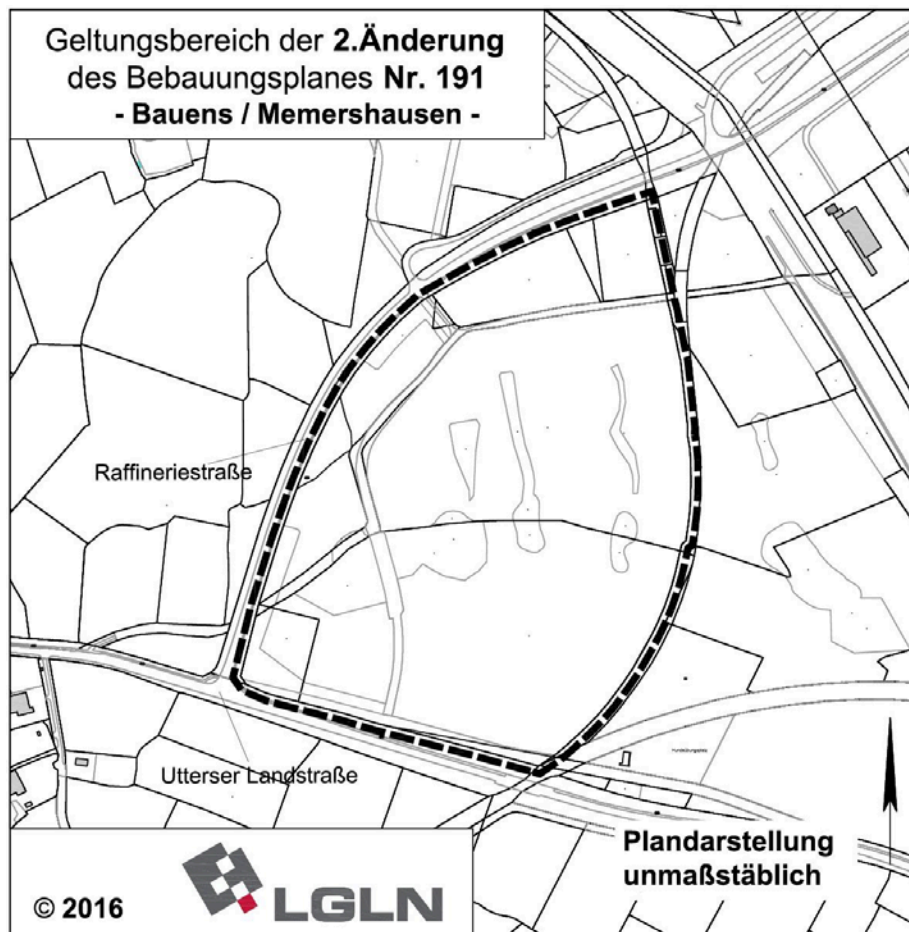 Geltungsbereich der 2.Änderung
des Bebauungsplanes Nr. 191
- Bauens / Memershausen -
Raffineriestraße
Utterser Landstraße
Plandarstellung
unmaßstäblich
© 2016
LGLN